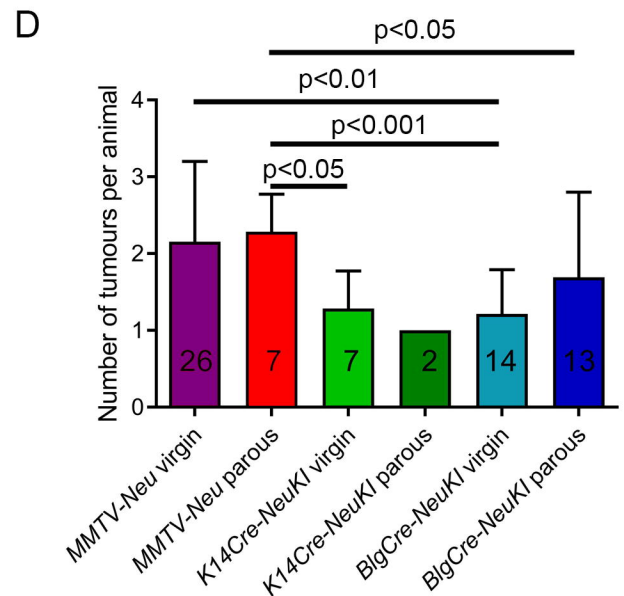 D
p<0.05
p<0.01
p<0.001
p<0.05
Number of tumours per animal
4
3
2
1
0
26
7
7
2
14
13
MMTV-Neu virgin
MMTV-Neu parous
K14Cre-NeuKI virgin
K14Cre-NeuKI parous
BlgCre-NeuKI virgin
BlgCre-NeuKI parous